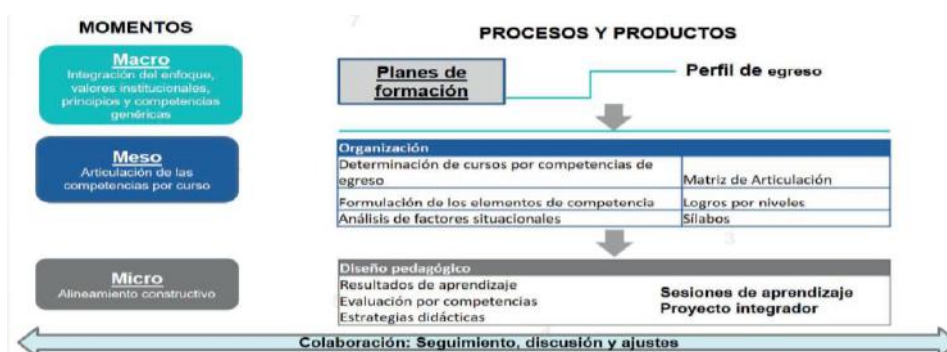 MOMENTOS
Macro
Integración del enfoque,
valores institucionales,
principios y competencias
genéricas
Meso
Articulación de las
competencias por curso
Micro
Alineamiento constructivo
7
PROCESOS Y PRODUCTOS
Planes de
formación
Perfil de egreso
Organización
Determinación de cursos por competencias de
egreso
Matriz de Articulación
Formulación de los elementos de competencia
Logros por niveles
Análisis de factores situacionales
Sílabos
3
Diseño pedagógico
Resultados de aprendizaje
Evaluación por competencias
Estrategias didácticas
Sesiones de aprendizaje
Proyecto integrador
Colaboración: Seguimiento, discusión y ajustes